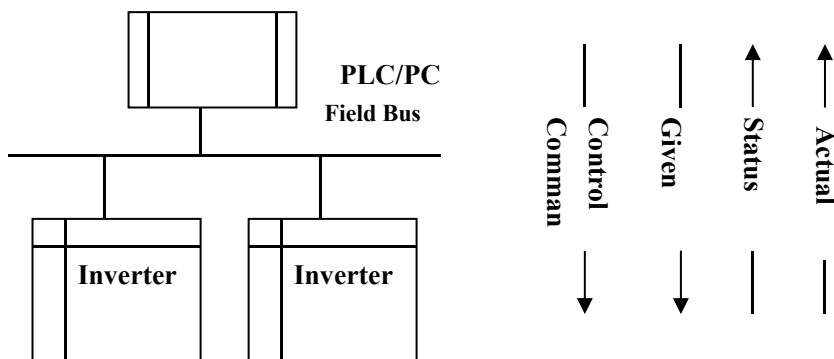 PLC/PC
Field Bus
Inverter
Inverter
Control
Comman
Given
Status
Actual